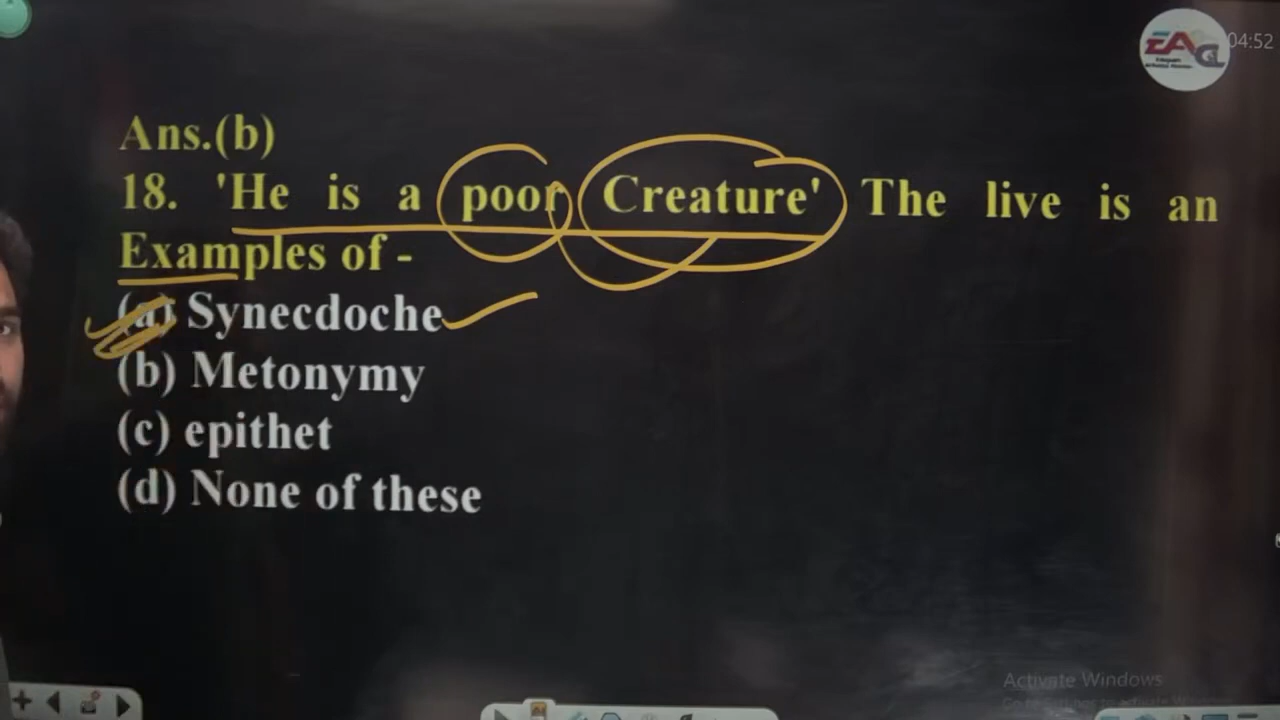 04:52
EAG
Ans.(b)
18. 'He is a poor Creature' The live is an
Examples of -
(a) Synecdoche
(b) Metonymy
(c) epithet
(d) None of these
Activate Windows